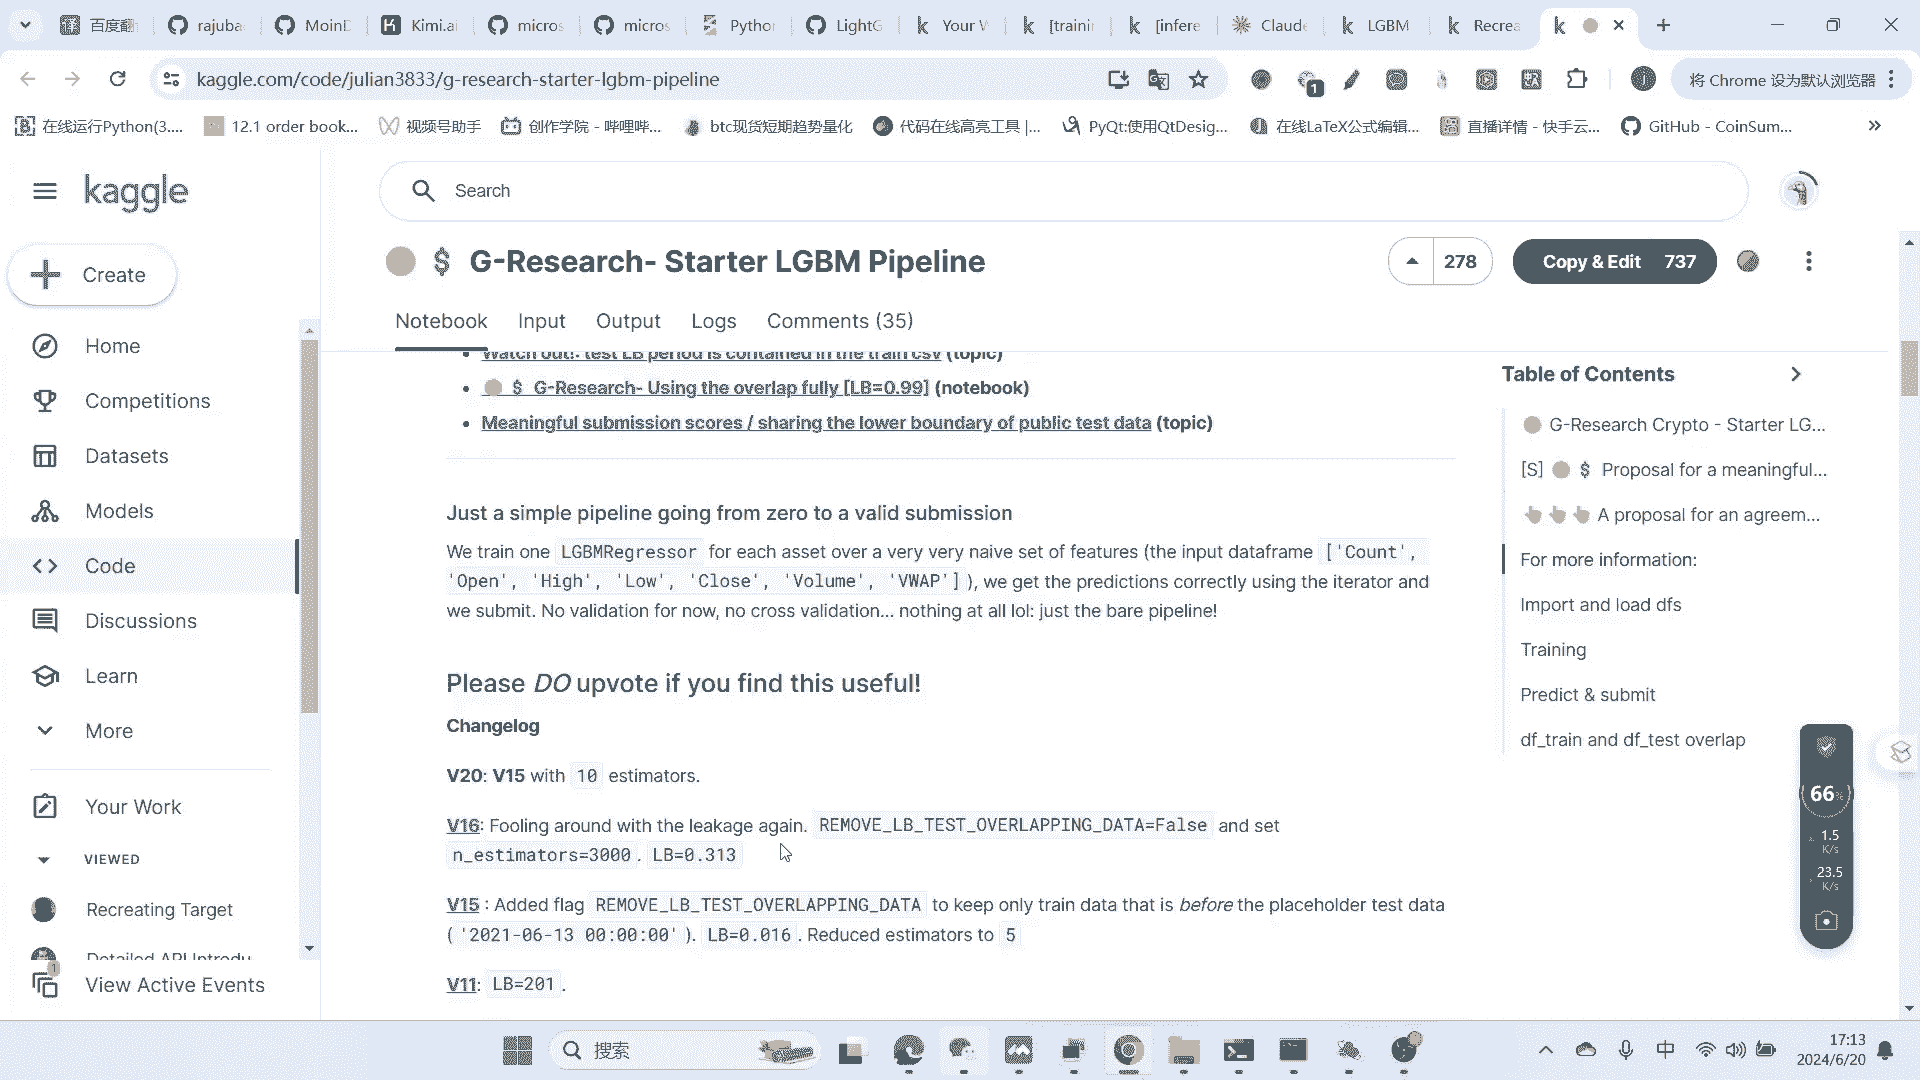 百度翻
rajuba
MoinD
Kimi.ai
micros
micros
Pythor
LightG
Your W
[trainir
[infere
Claude
LGBM
Recrea
kaggle.com/code/julian3833/g-research-starter-lgbm-pipeline
1
将 Chrome 设为默认浏览器
在线运行Python(3....
12.1 order book...
视频号助手
创作学院 - 哔哩哔...
btc现货短期趋势量化
代码在线高亮工具 |...
PyQt:使用QtDesig...
在线LaTeX公式编辑...
直播详情 - 快手云...
GitHub - CoinSum...
kaggle
Search
Create
Home
Competitions
Datasets
Models
Code
Discussions
Learn
More
Your Work
VIEWED
Recreating Target
Detailed API Introdu
1
View Active Events
$ G-Research- Starter LGBM Pipeline
278
Copy & Edit 737
Notebook Input Output Logs Comments (35)
Watch out!: test LB period is contained in the train csv (topic)
$ G-Research- Using the overlap fully [LB=0.99] (notebook)
Meaningful submission scores / sharing the lower boundary of public test data (topic)
Just a simple pipeline going from zero to a valid submission
We train one LGBMRegressor for each asset over a very very naive set of features (the input dataframe ['Count',
'Open', 'High', 'Low', 'Close', 'Volume', 'VWAP'] ), we get the predictions correctly using the iterator and
we submit. No validation for now, no cross validation... nothing at all lol: just the bare pipeline!
Please DO upvote if you find this useful!
Changelog
V20: V15 with 10 estimators.
V16: Fooling around with the leakage again. REMOVE_LB_TEST_OVERLAPPING_DATA=False and set
n_estimators=3000 . LB=0.313
V15 : Added flag REMOVE_LB_TEST_OVERLAPPING_DATA to keep only train data that is before the placeholder test data
( '2021-06-13 00:00:00' ). LB=0.016 . Reduced estimators to 5
V11: LB=201 .
Table of Contents
G-Research Crypto - Starter LG...
[S] $ Proposal for a meaningful...
A proposal for an agreem...
For more information:
Import and load dfs
Training
Predict & submit
df_train and df_test overlap
66%
1.5
K/s
23.5
K/s
搜索
中
17:13
2024/6/20